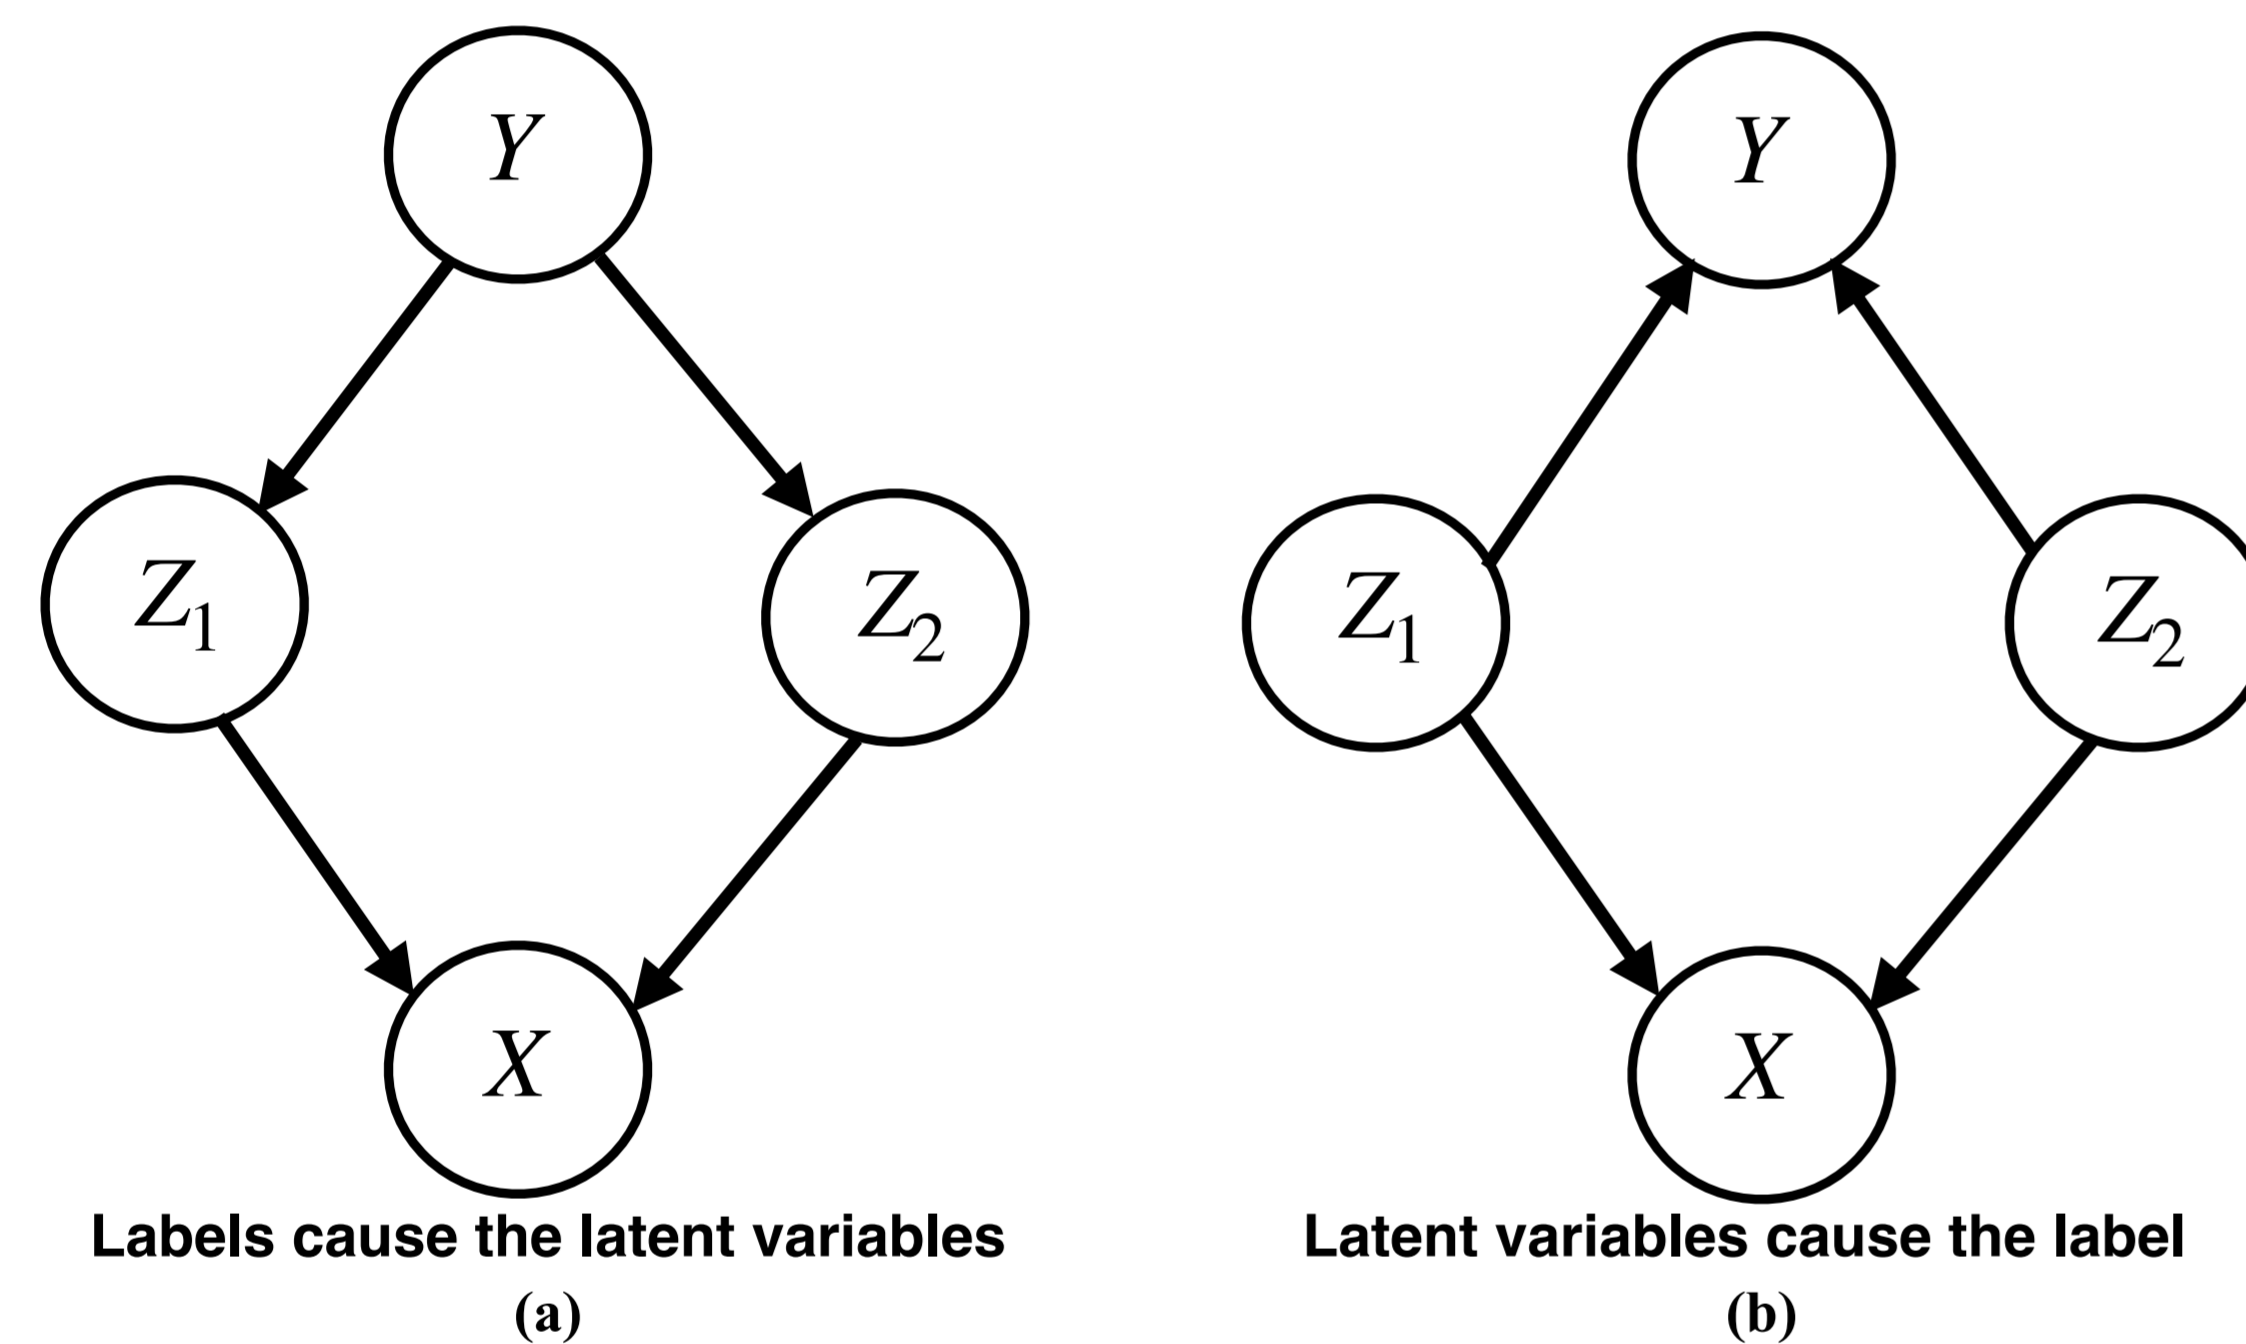 Y
Z1
Z2
X
Labels cause the latent variables
(a)
Y
Z1
Z2
X
Latent variables cause the label
(b)